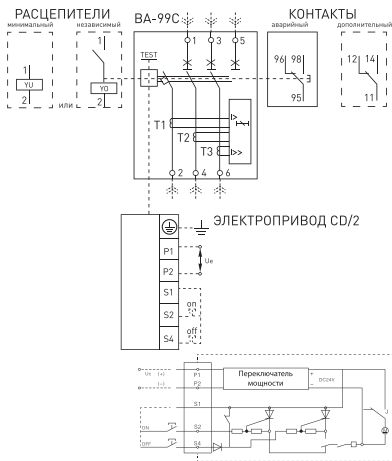 РАСЦЕПИТЕЛИ
ВА-99С
КОНТАКТЫ
минимальный
независимый
аварийный
дополнительный
1
3
5
1
TEST
96
98
12
14
1
YU
YO
2
или
2
95
11
T1
T2
T3
I>
I>>
2
4
6
ЭЛЕКТРОПРИВОД CD/2
P1
Ue
P2
S1
on
S2
off
S4
Ue
(+)
P1
Переключатель
мощности
+
DC24V
(–)
P2
–
S1
ON
S2
OFF
S4